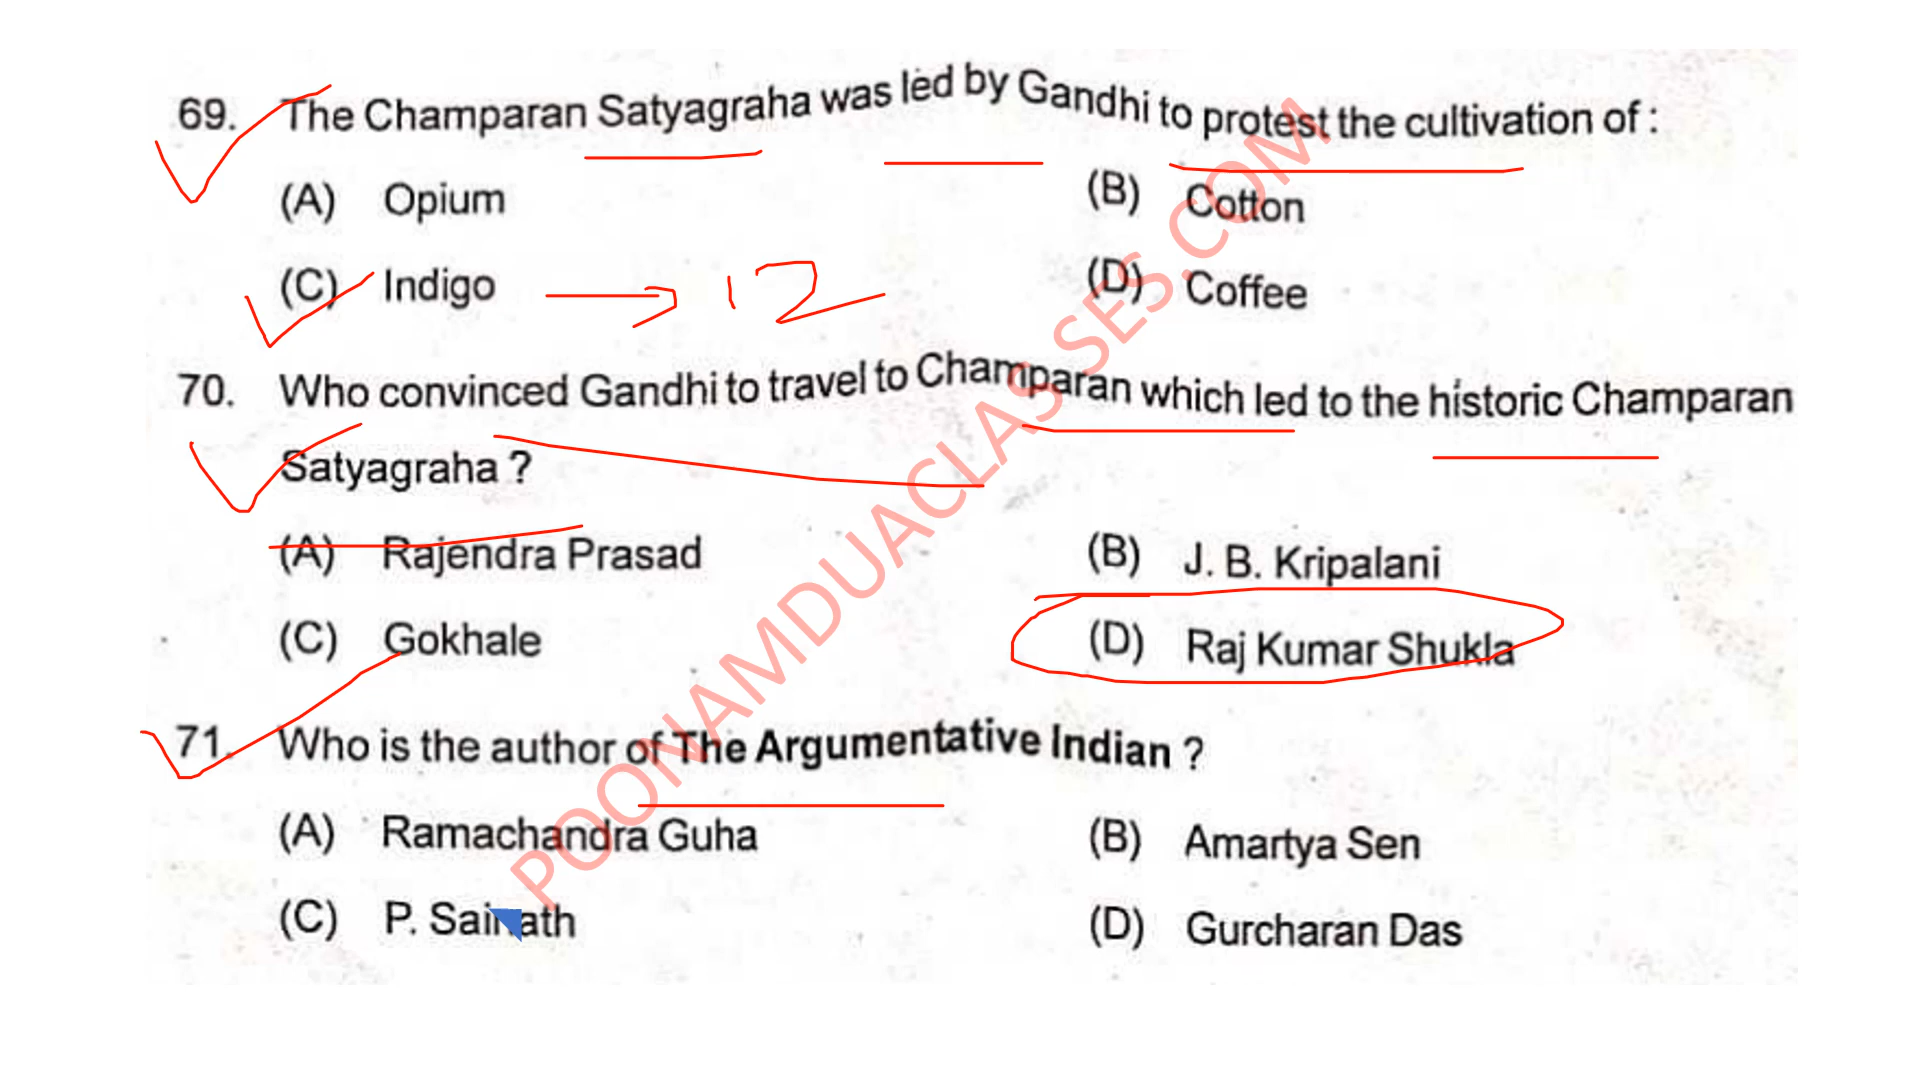 69. The Champaran Satyagraha was led by Gandhi to protest the cultivation of :
(A) Opium (B) Cotton
(C) Indigo → 12 (D) Coffee
70. Who convinced Gandhi to travel to Champaran which led to the historic Champaran
Satyagraha ?
(A) Rajendra Prasad (B) J. B. Kripalani
(C) Gokhale (D) Raj Kumar Shukla
71. Who is the author of The Argumentative Indian ?
(A) Ramachandra Guha (B) Amartya Sen
(C) P. Sainath (D) Gurcharan Das
POONAMDUACLASSES.COM